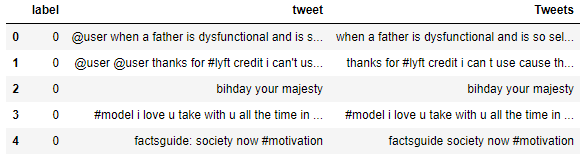 label tweet Tweets
0 0 @user when a father is dysfunctional and is s... when a father is dysfunctional and is so sel...
1 0 @user @user thanks for #lyft credit i can't us... thanks for #lyft credit i can t use cause th...
2 0 bihday your majesty bihday your majesty
3 0 #model i love u take with u all the time in ... #model i love u take with u all the time in ...
4 0 factsguide: society now #motivation factsguide society now #motivation